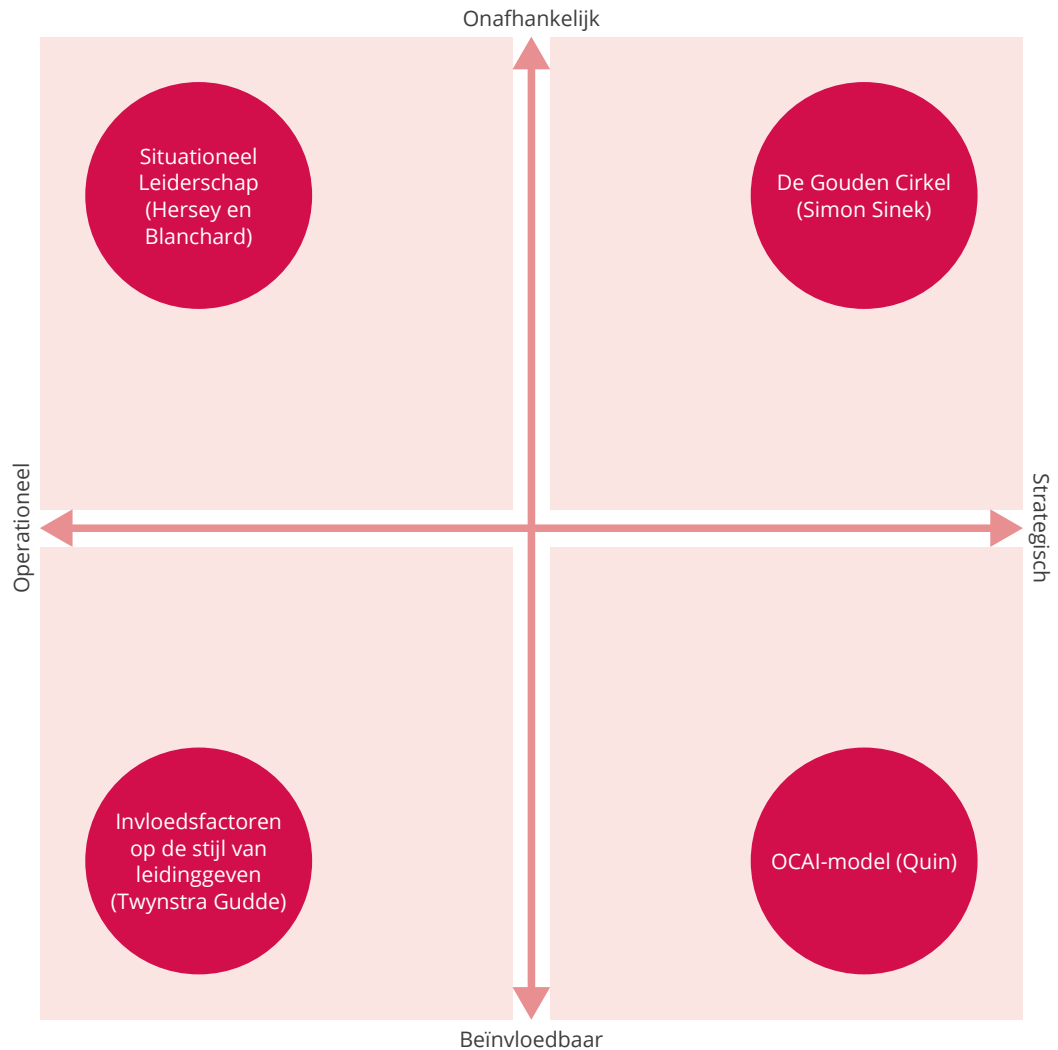 Onafhankelijk
Situationeel
Leiderschap
(Hersey en
Blanchard)
De Gouden Cirkel
(Simon Sinek)
Operationeel
Strategisch
Invloedsfactoren
op de stijl van
leidinggeven
(Twynstra Gudde)
OCAI-model (Quin)
Beïnvloedbaar